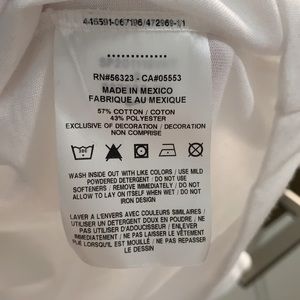 RN#56323 - CA#05553
MADE IN MEXICO
FABRIQUE AU MEXIQUE
57% COTTON / COTON
43% POLYESTER
EXCLUSIVE OF DECORATION / DECORATION
NON COMPRISE
WASH INSIDE OUT WITH LIKE COLORS / USE MILD
POWDERED DETERGENT / DO NOT USE
SOFTENERS / REMOVE IMMEDIATELY / DO NOT
ALLOW TO LAY ON ITSELF WHEN WET / DO NOT
IRON DESIGN
LAVER A L'ENVERS AVEC COULEURS SIMILAIRES /
UTILISER UN DETERGENT DOUX EN POUDRE / NE
PAS UTILISER D'ADOUCISSEUR / ENLEVER
IMMEDIATEMENT / NE PAS LAISSER REPOSER
PLIE LORSQU'IL EST MOUILLE / NE PAS REPASSER
LE DESSIN